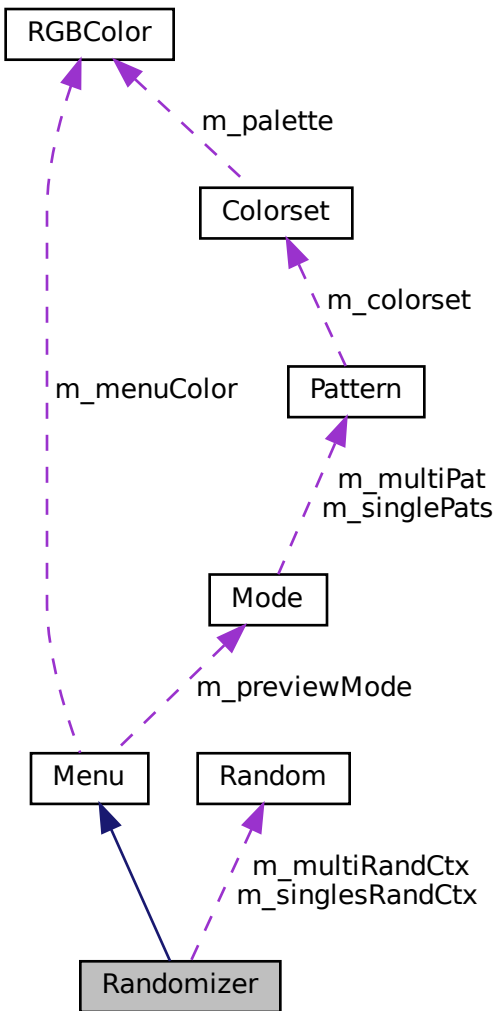 RGBColor
m_palette
Colorset
m_colorset
Pattern
m_menuColor
m_multiPat
m_singlePats
Mode
m_previewMode
Menu
Random
m_multiRandCtx
m_singlesRandCtx
Randomizer